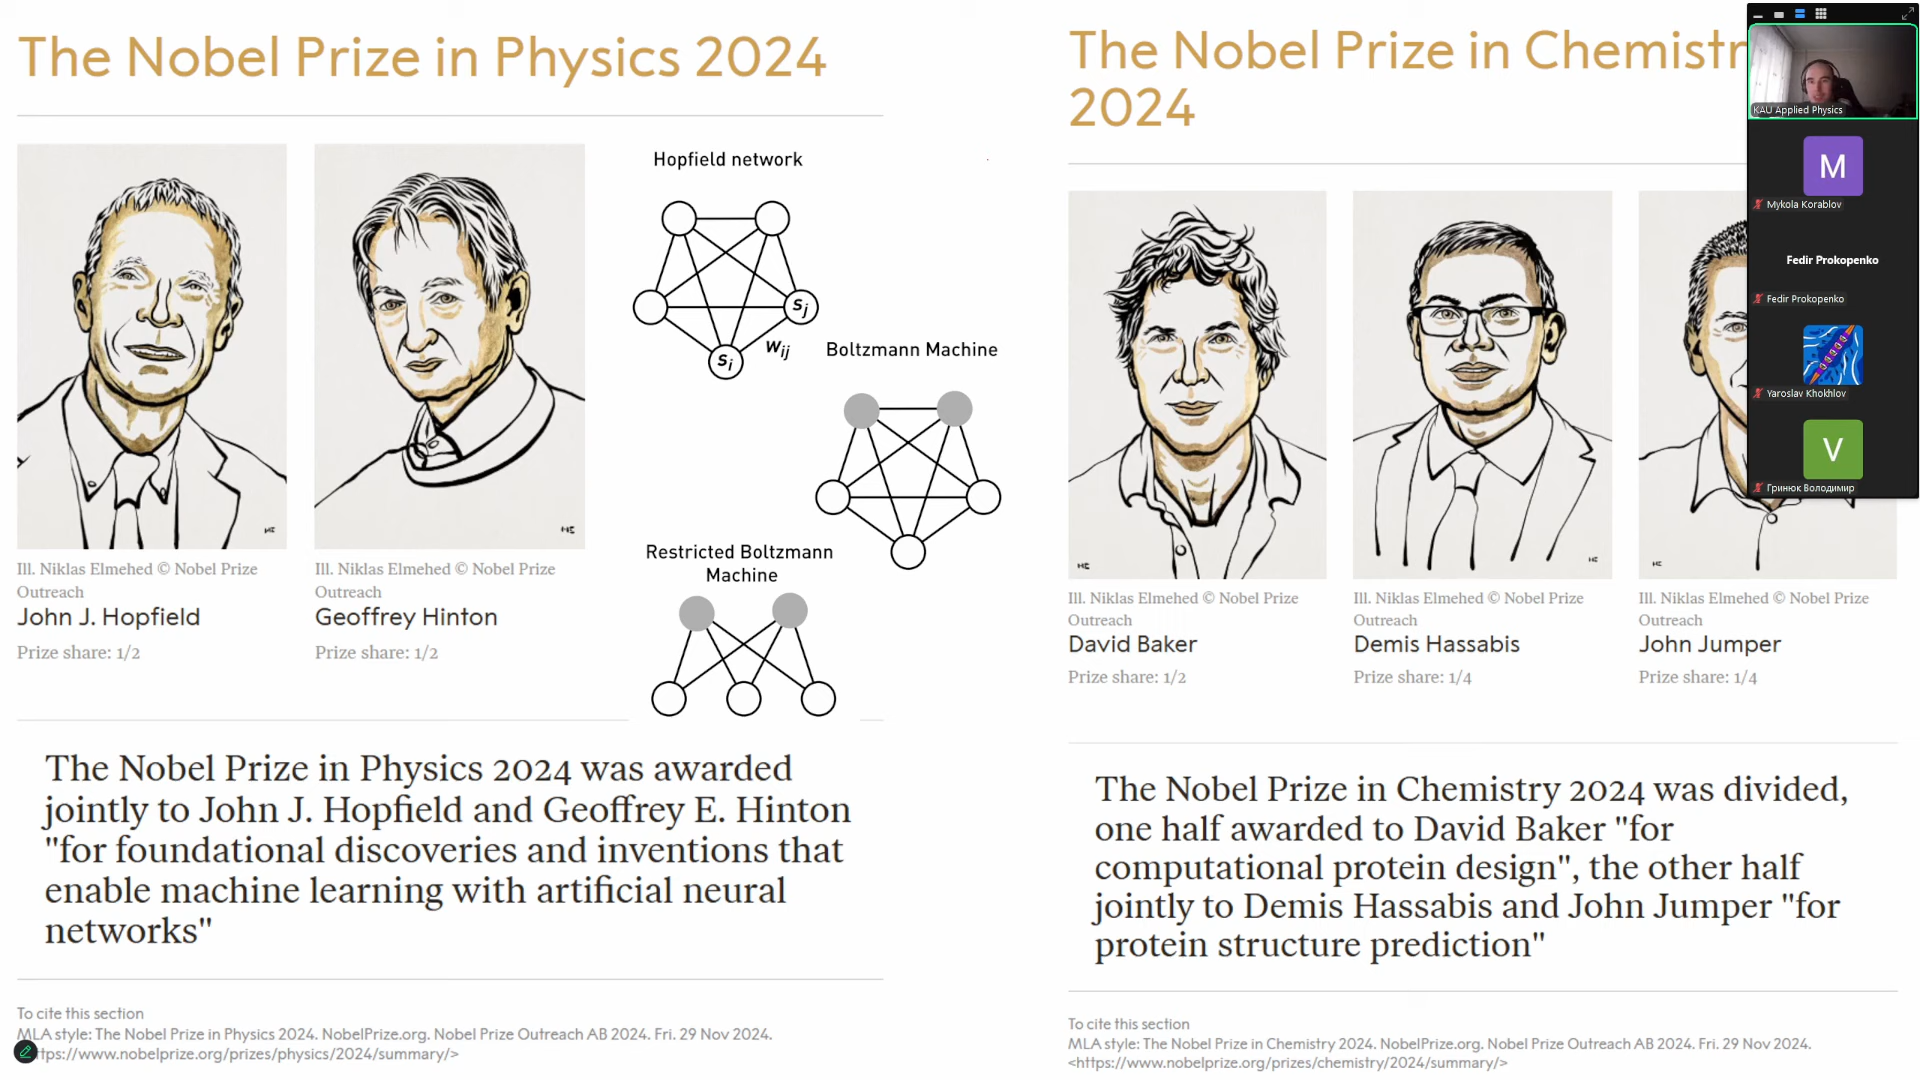 The Nobel Prize in Physics 2024
Hopfield network
sj
si
wij
Boltzmann Machine
Restricted Boltzmann
Machine
Ill. Niklas Elmehed © Nobel Prize
Outreach
John J. Hopfield
Prize share: 1/2
Ill. Niklas Elmehed © Nobel Prize
Outreach
Geoffrey Hinton
Prize share: 1/2
The Nobel Prize in Physics 2024 was awarded
jointly to John J. Hopfield and Geoffrey E. Hinton
"for foundational discoveries and inventions that
enable machine learning with artificial neural
networks"
To cite this section
MLA style: The Nobel Prize in Physics 2024. NobelPrize.org. Nobel Prize Outreach AB 2024. Fri. 29 Nov 2024.
ttps://www.nobelprize.org/prizes/physics/2024/summary/>
The Nobel Prize in Chemistr
2024
Ill. Niklas Elmehed © Nobel Prize
Outreach
David Baker
Prize share: 1/2
Ill. Niklas Elmehed © Nobel Prize
Outreach
Demis Hassabis
Prize share: 1/4
Ill. Niklas Elmehed © Nobel Prize
Outreach
John Jumper
Prize share: 1/4
The Nobel Prize in Chemistry 2024 was divided,
one half awarded to David Baker "for
computational protein design", the other half
jointly to Demis Hassabis and John Jumper "for
protein structure prediction"
To cite this section
MLA style: The Nobel Prize in Chemistry 2024. NobelPrize.org. Nobel Prize Outreach AB 2024. Fri. 29 Nov 2024.
<https://www.nobelprize.org/prizes/chemistry/2024/summary/>
KAU Applied Physics
M
Mykola Korablov
Fedir Prokopenko
Fedir Prokopenko
Yaroslav Khokhlov
V
Гринюк Володимир